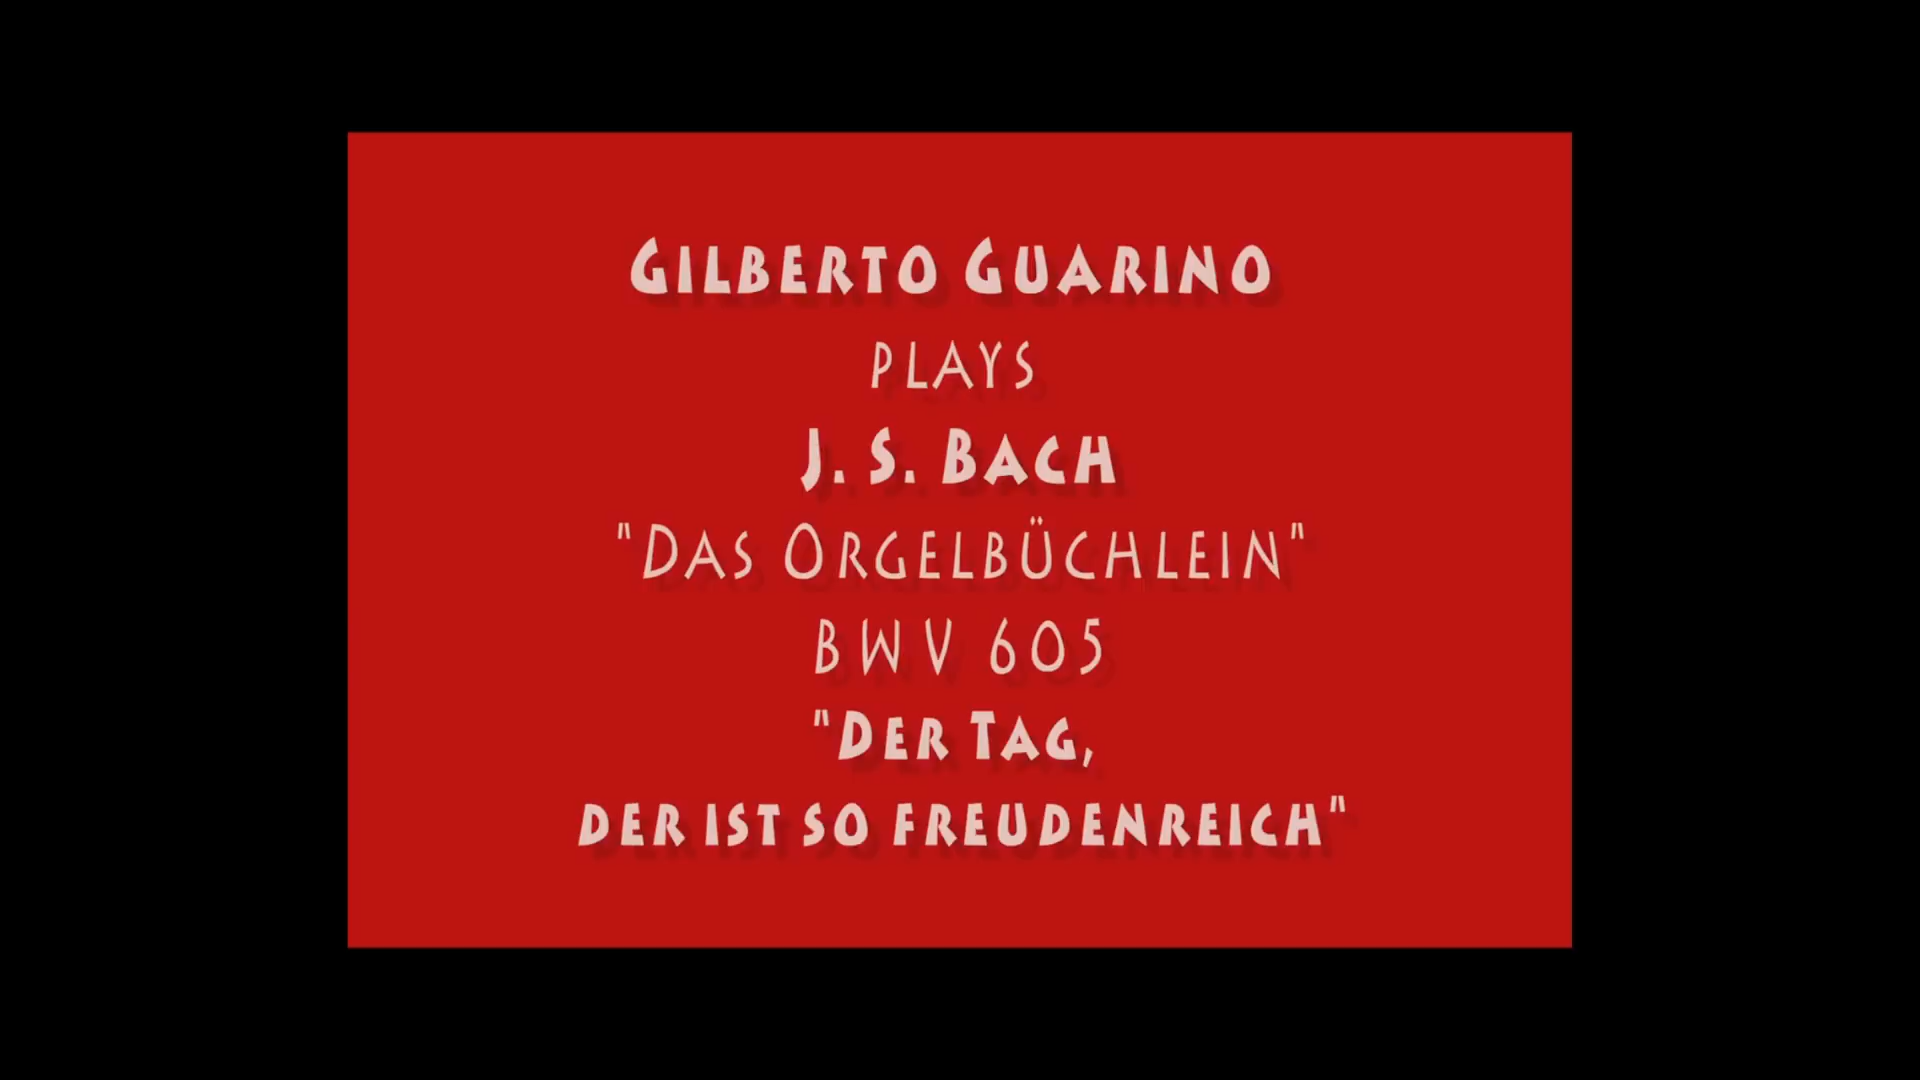 Gilberto Guarino
plays
J. S. Bach
"Das Orgelbüchlein"
BWV 605
"Der Tag,
der ist so freudenreich"